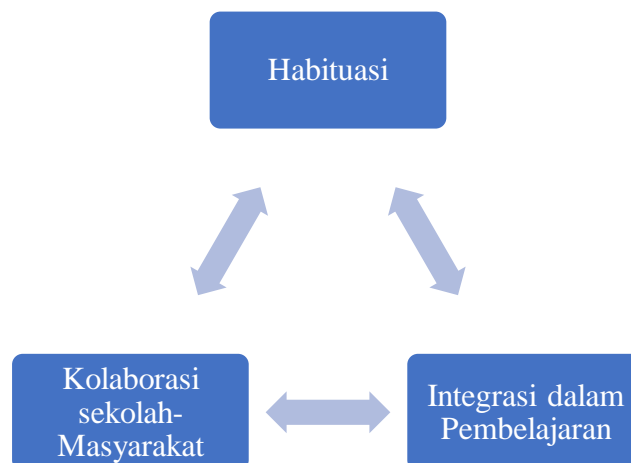 Habituasi
Kolaborasi
sekolah-
Masyarakat
Integrasi dalam
Pembelajaran